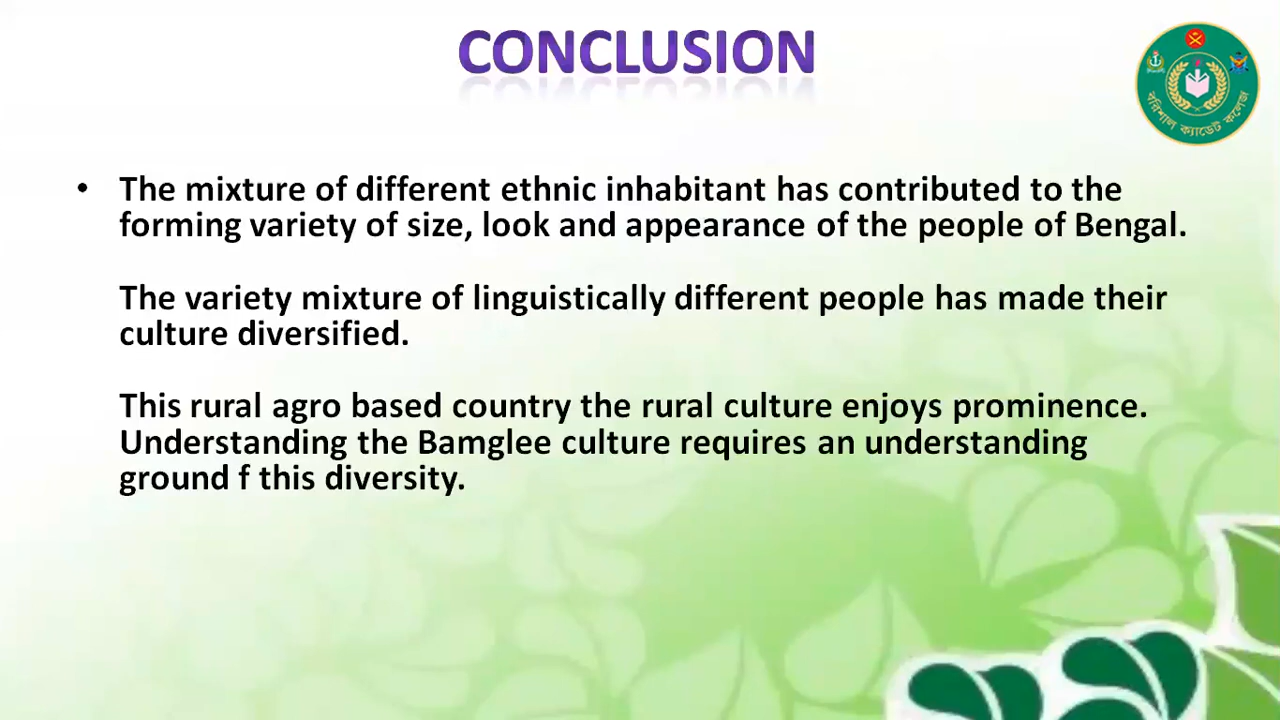 CONCLUSION
বরিশাল ক্যাডেট কলেজ
• The mixture of different ethnic inhabitant has contributed to the
forming variety of size, look and appearance of the people of Bengal.
The variety mixture of linguistically different people has made their
culture diversified.
This rural agro based country the rural culture enjoys prominence.
Understanding the Bamglee culture requires an understanding
ground f this diversity.